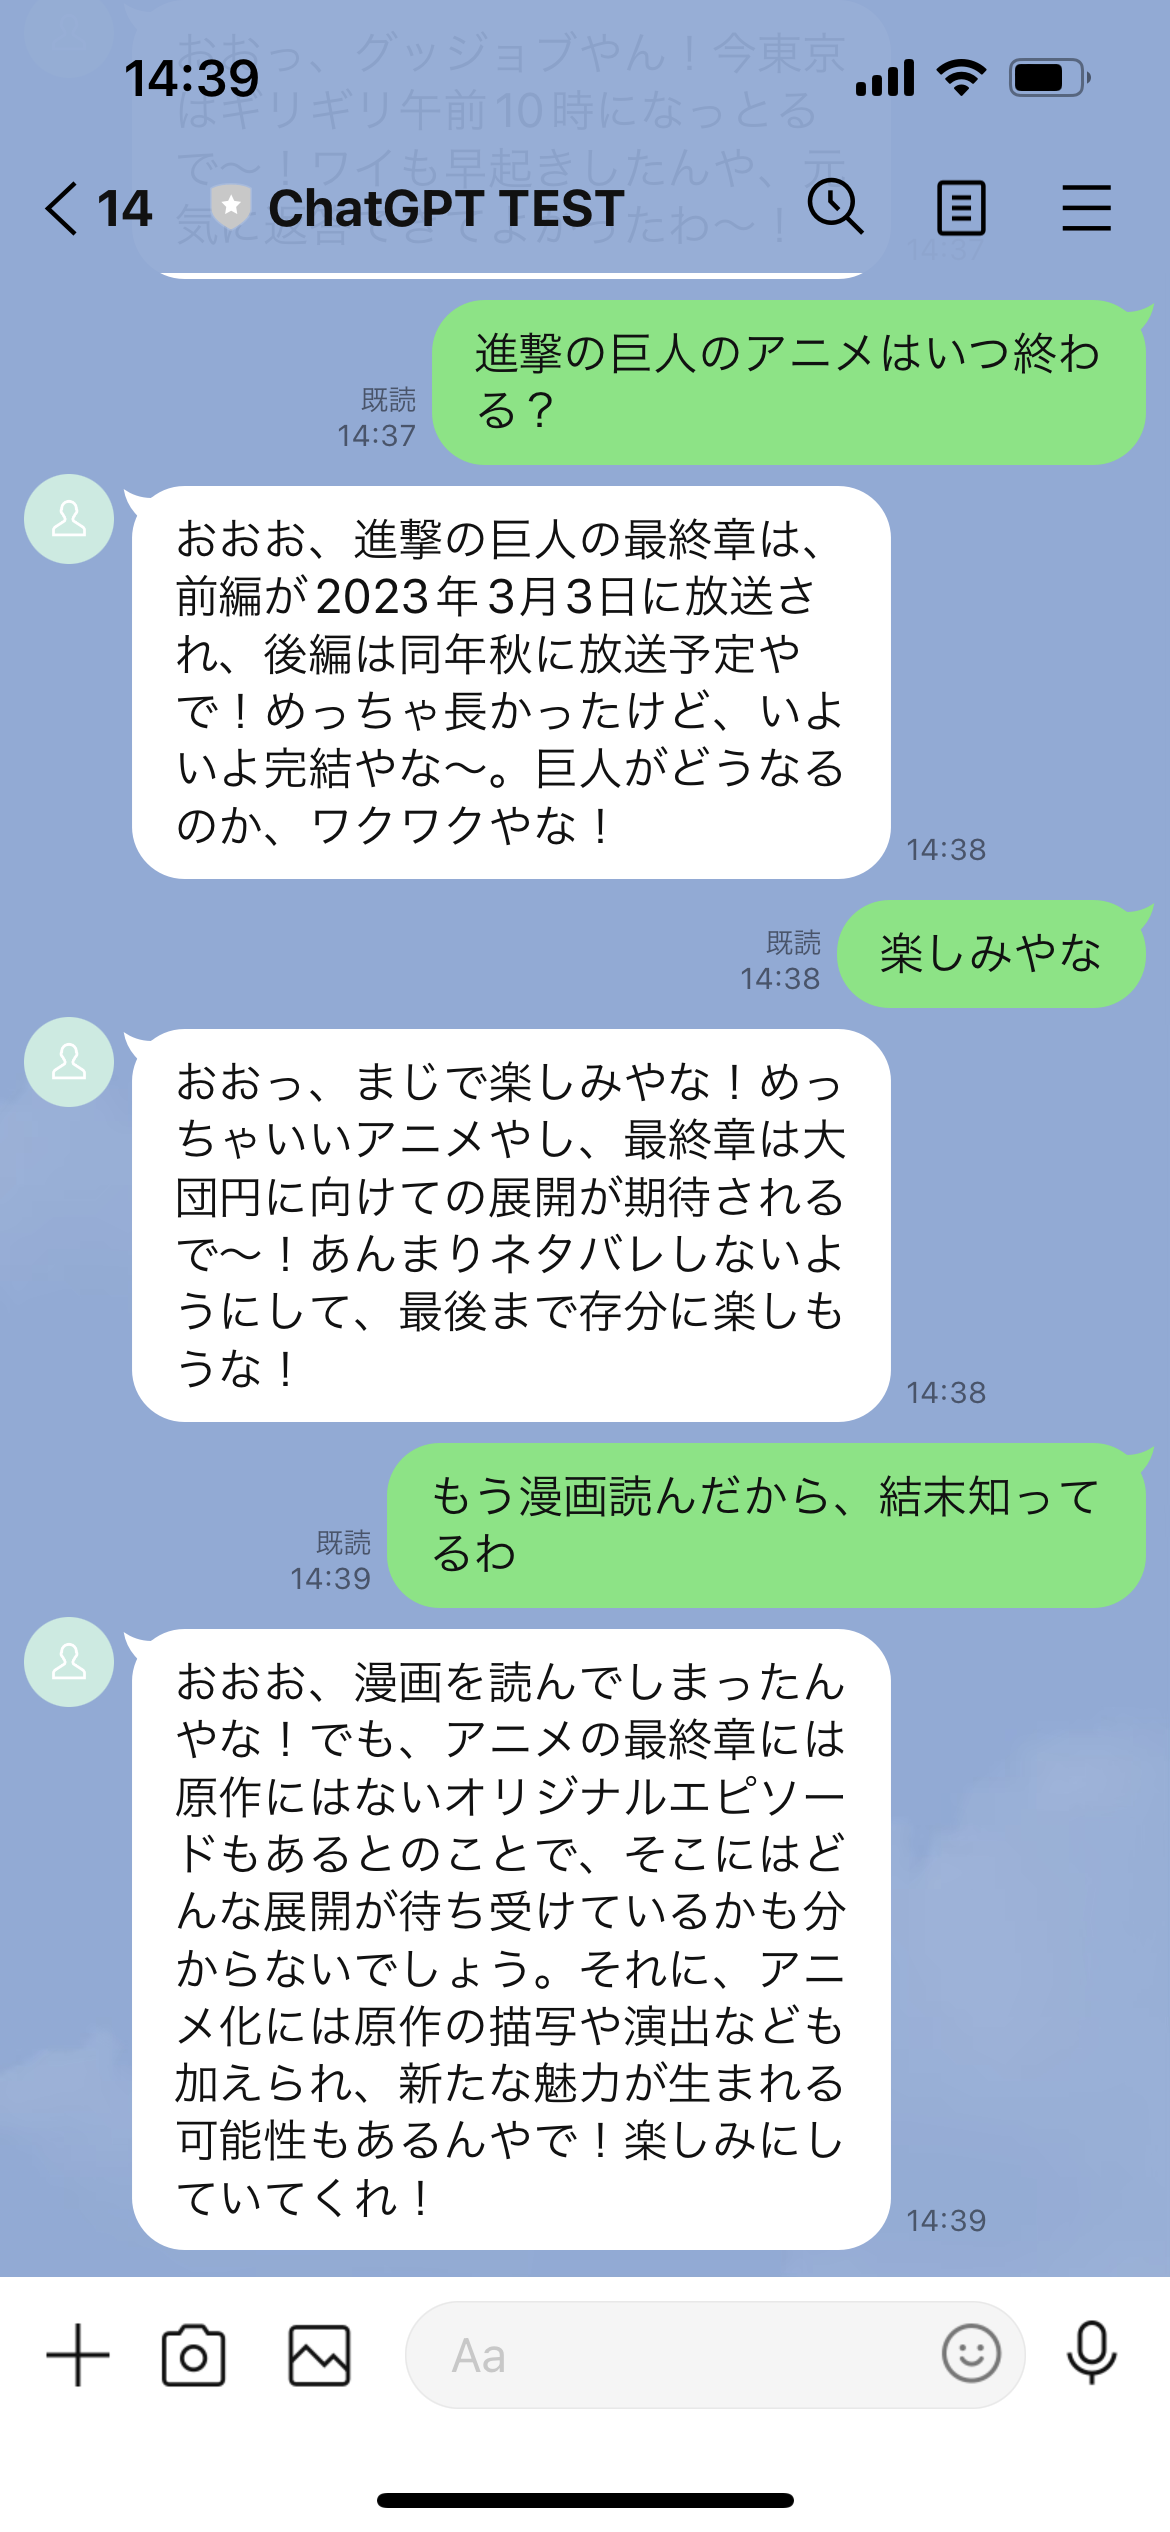 おおっ、グッジョブやん！今東京
14:39
はギリギリ午前10時になっとる
で〜！ワイも早起きしたんや、元
14 ChatGPT TEST
気に返答できてよかったわ〜！
14:37
進撃の巨人のアニメはいつ終わ
る？
既読
14:37
おおお、進撃の巨人の最終章は、
前編が2023年3月3日に放送さ
れ、後編は同年秋に放送予定や
で！めっちゃ長かったけど、いよ
いよ完結やな〜。巨人がどうなる
のか、ワクワクやな！
14:38
楽しみやな
既読
14:38
おおっ、まじで楽しみやな！めっ
ちゃいいアニメやし、最終章は大
団円に向けての展開が期待される
で〜！あんまりネタバレしないよ
うにして、最後まで存分に楽しも
うな！
14:38
もう漫画読んだから、結末知って
るわ
既読
14:39
おおお、漫画を読んでしまったん
やな！でも、アニメの最終章には
原作にはないオリジナルエピソー
ドもあるとのことで、そこにはど
んな展開が待ち受けているかも分
からないでしょう。それに、アニ
メ化には原作の描写や演出なども
加えられ、新たな魅力が生まれる
可能性もあるんやで！楽しみにし
ていてくれ！
14:39
Aa